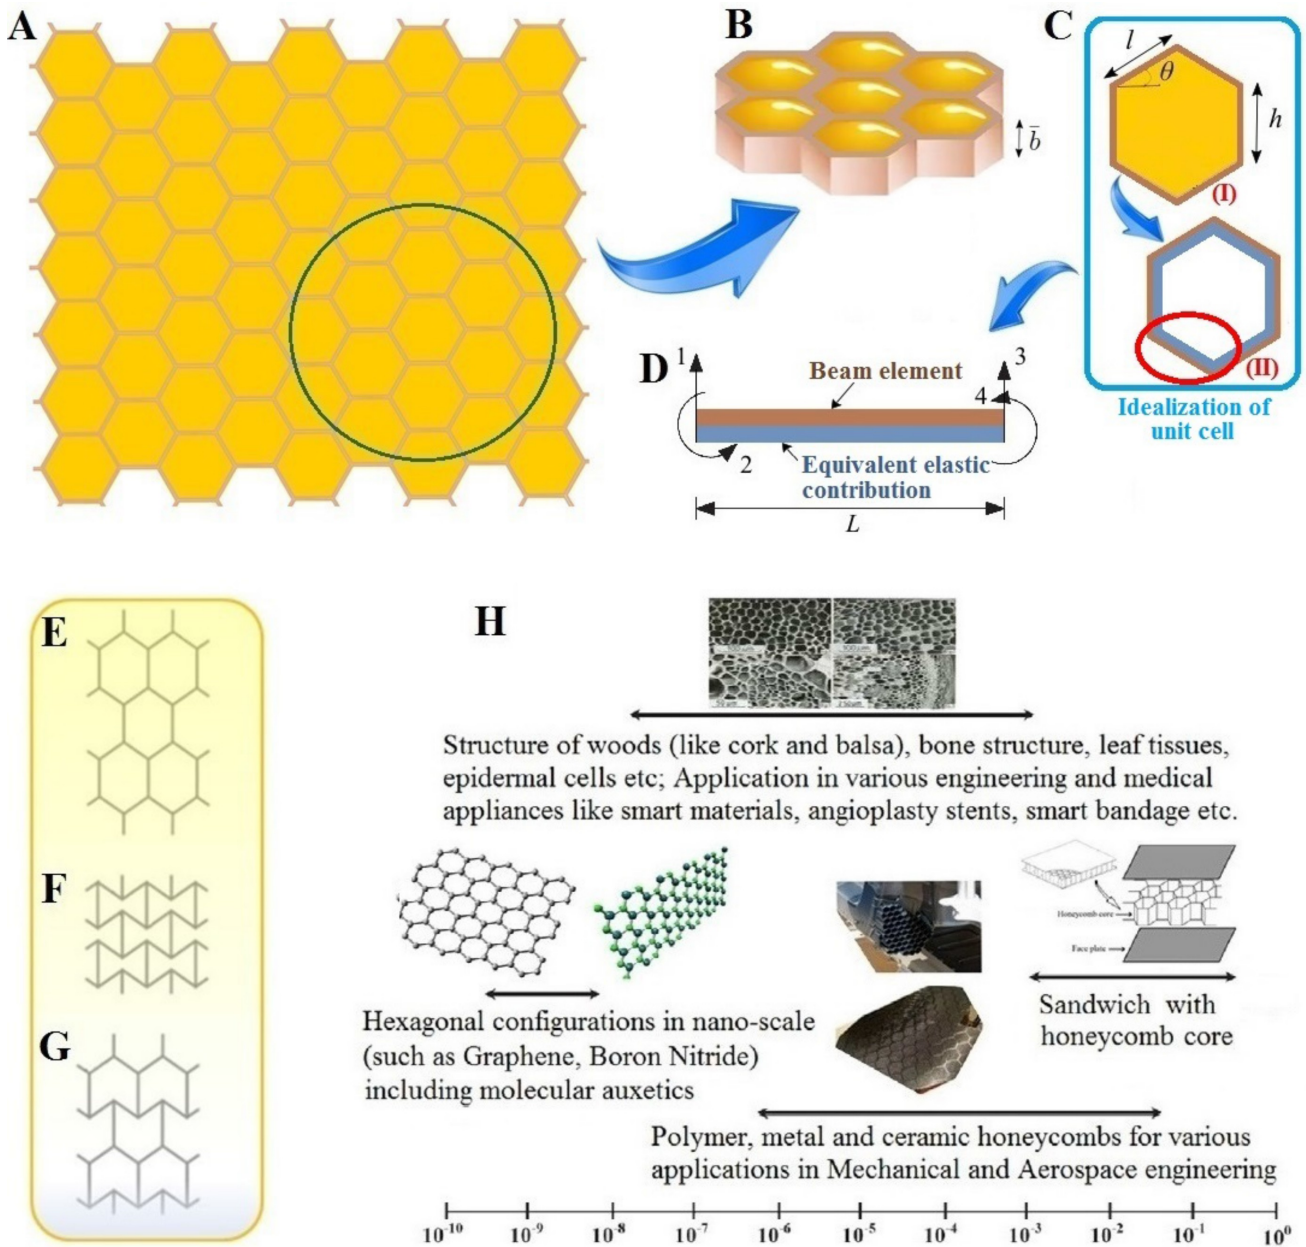 A
B
b̄
C
l
θ
h
(I)
(II)
Idealization of
unit cell
D
1
2
3
4
Beam element
Equivalent elastic
contribution
L
E
F
G
H
Structure of woods (like cork and balsa), bone structure, leaf tissues,
epidermal cells etc; Application in various engineering and medical
appliances like smart materials, angioplasty stents, smart bandage etc.
Honeycomb core
Face plate
Hexagonal configurations in nano-scale
(such as Graphene, Boron Nitride)
including molecular auxetics
Sandwich with
honeycomb core
Polymer, metal and ceramic honeycombs for various
applications in Mechanical and Aerospace engineering
10⁻¹⁰ 10⁻⁹ 10⁻⁸ 10⁻⁷ 10⁻⁶ 10⁻⁵ 10⁻⁴ 10⁻³ 10⁻² 10⁻¹ 10⁰